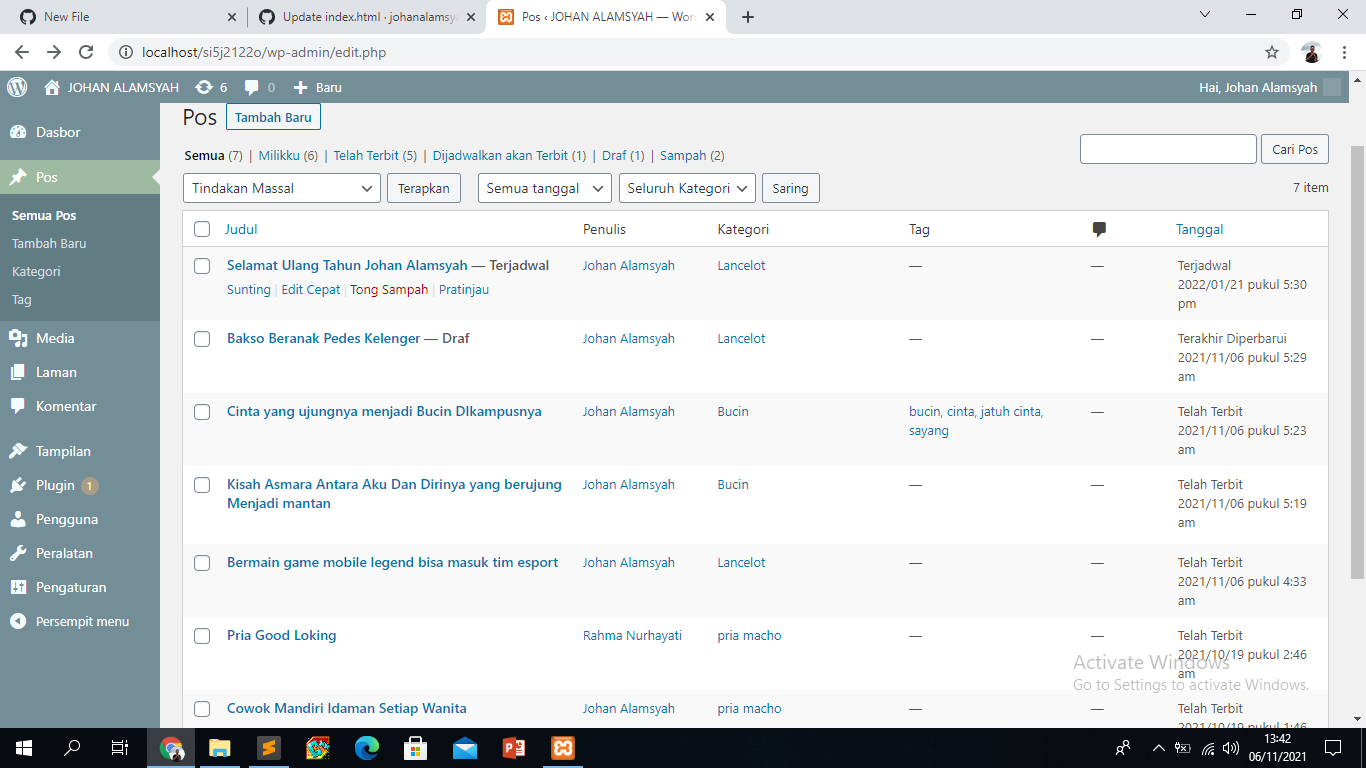 New File
Update index.html · johanalamsya
Pos ‹ JOHAN ALAMSYAH — Wor
localhost/si5j2122o/wp-admin/edit.php
JOHAN ALAMSYAH 6 0 Baru
Hai, Johan Alamsyah
Dasbor
Pos
Semua Pos
Tambah Baru
Kategori
Tag
Media
Laman
Komentar
Tampilan
Plugin 1
Pengguna
Peralatan
Pengaturan
Persempit menu
Pos Tambah Baru
Semua (7) | Milikku (6) | Telah Terbit (5) | Dijadwalkan akan Terbit (1) | Draf (1) | Sampah (2)
Cari Pos
Tindakan Massal Terapkan Semua tanggal Seluruh Kategori Saring
7 item
Judul Penulis Kategori Tag Tanggal
Selamat Ulang Tahun Johan Alamsyah — Terjadwal Johan Alamsyah Lancelot — — Terjadwal
Sunting | Edit Cepat | Tong Sampah | Pratinjau 2022/01/21 pukul 5:30
pm
Bakso Beranak Pedes Kelenger — Draf Johan Alamsyah Lancelot — — Terakhir Diperbarui
2021/11/06 pukul 5:29
am
Cinta yang ujungnya menjadi Bucin DIkampusnya Johan Alamsyah Bucin bucin, cinta, jatuh cinta, — Telah Terbit
sayang 2021/11/06 pukul 5:23
am
Kisah Asmara Antara Aku Dan Dirinya yang berujung Johan Alamsyah Bucin — — Telah Terbit
Menjadi mantan 2021/11/06 pukul 5:19
am
Bermain game mobile legend bisa masuk tim esport Johan Alamsyah Lancelot — — Telah Terbit
2021/11/06 pukul 4:33
am
Pria Good Loking Rahma Nurhayati pria macho — — Telah Terbit
2021/10/19 pukul 2:46
am
Activate Windows
Go to Settings to activate Windows.
Cowok Mandiri Idaman Setiap Wanita Johan Alamsyah pria macho — — Telah Terbit
2021/10/19 pukul 1:46
13:42
06/11/2021